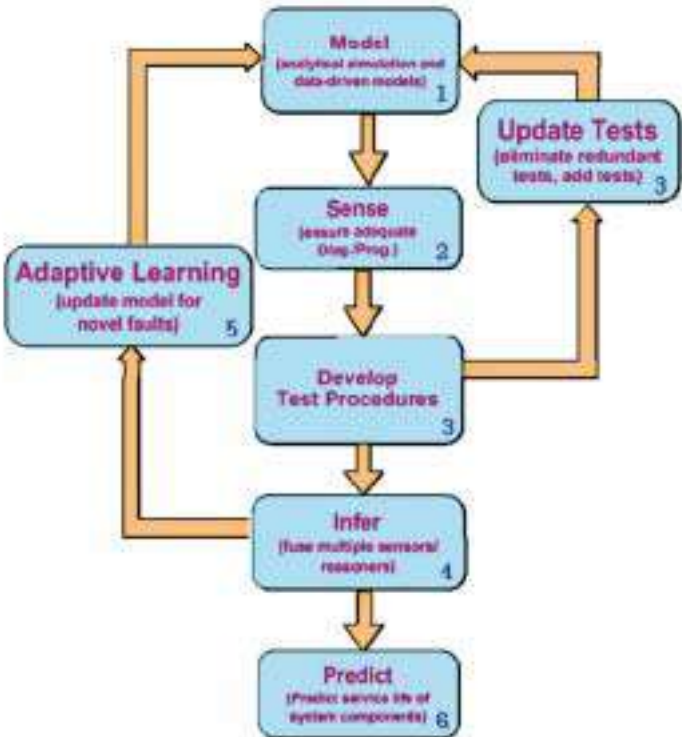 Model
(analytical simulation and
data-driven models)
1
Update Tests
(eliminate redundant
tests, add tests)
3
Sense
(ensure adequate
Diag./Prog.)
2
Adaptive Learning
(update model for
novel faults)
5
Develop
Test Procedures
3
Infer
(fuse multiple sensors/
reasoners)
4
Predict
(Predict service life of
system components)
6